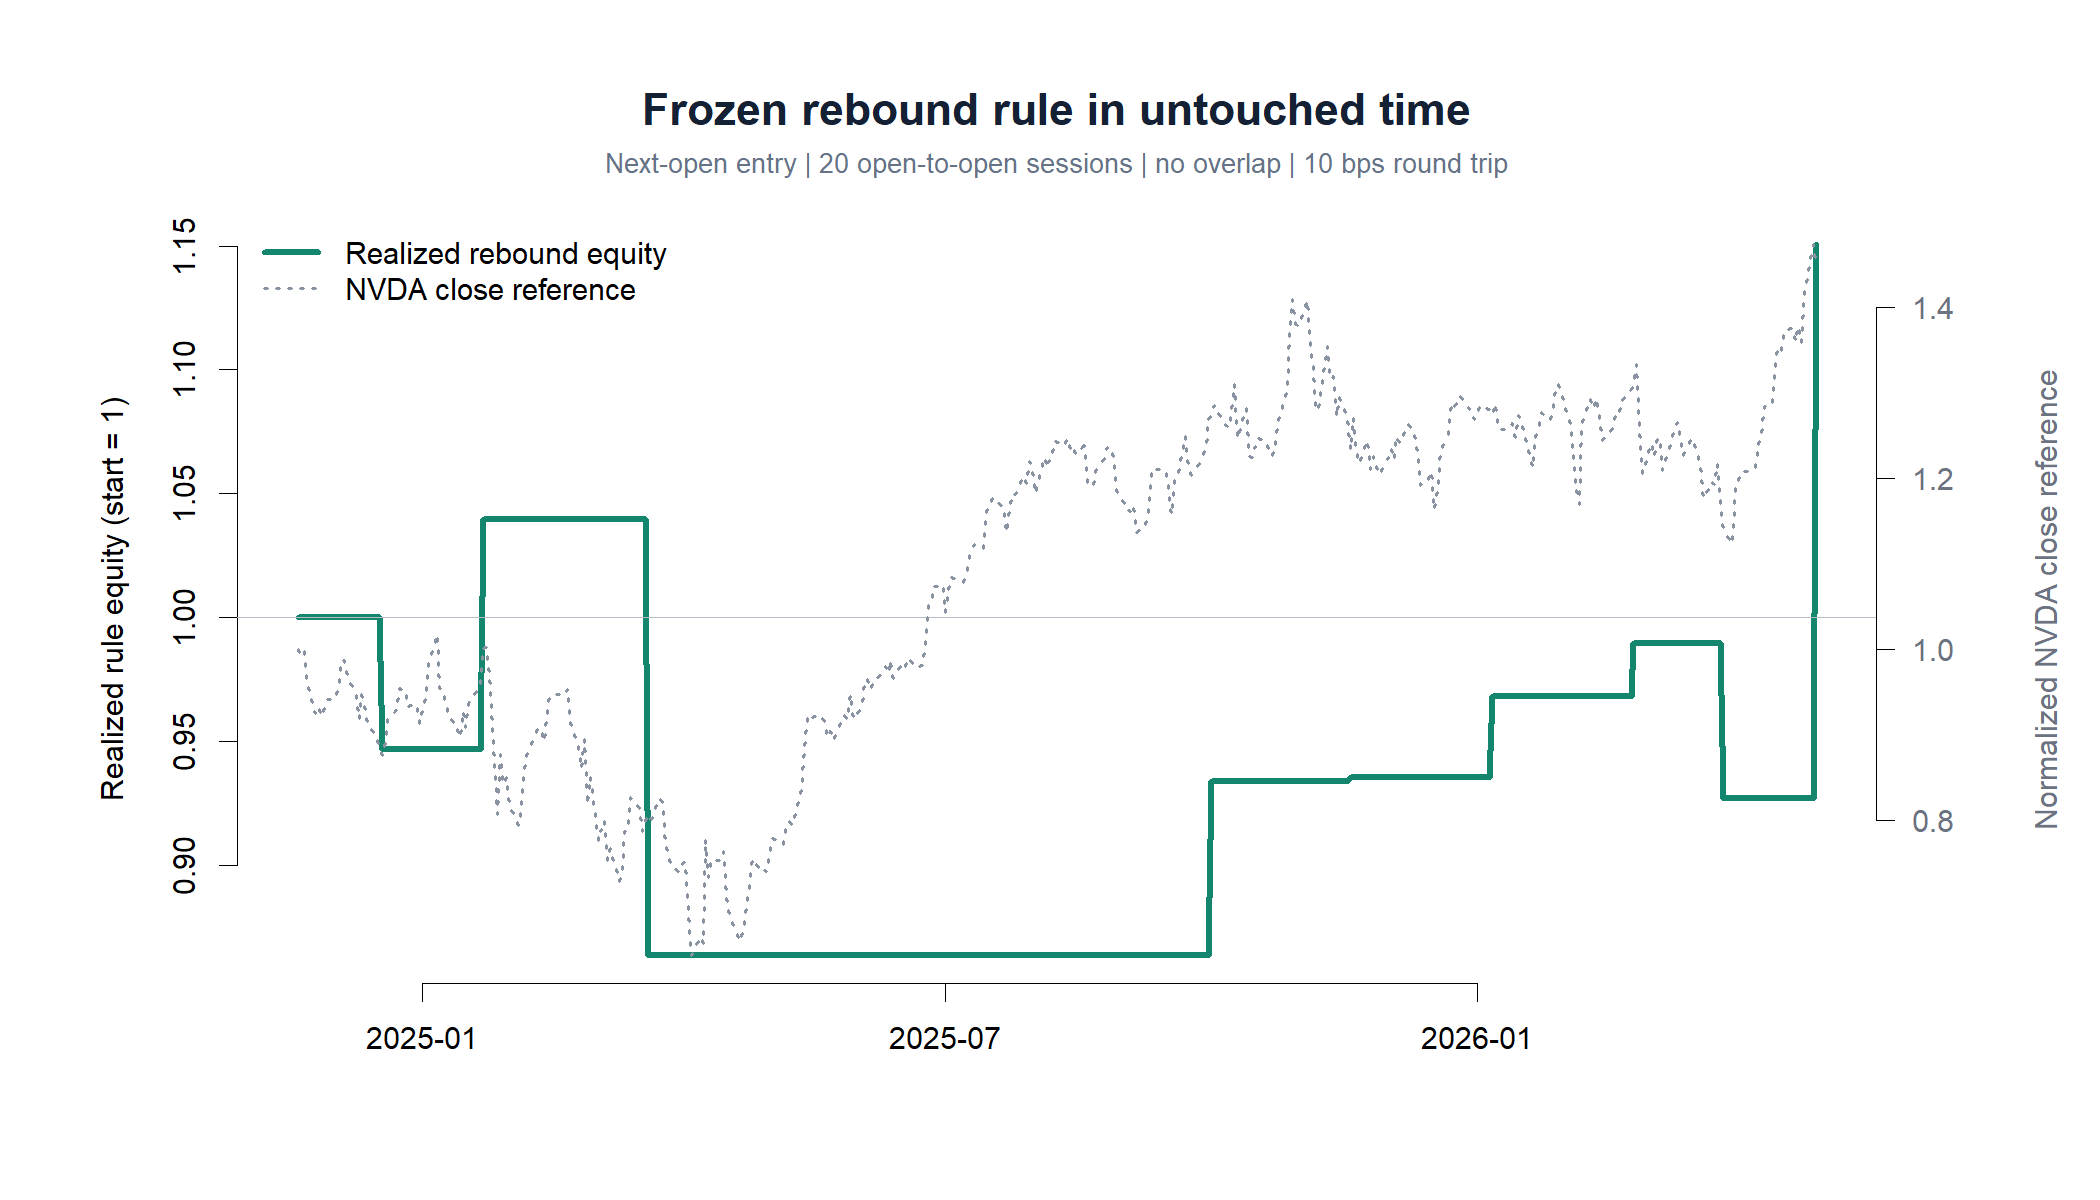 Frozen rebound rule in untouched time
Next-open entry | 20 open-to-open sessions | no overlap | 10 bps round trip
Realized rebound equity
NVDA close reference
Realized rule equity (start = 1)
1.15
1.10
1.05
1.00
0.95
0.90
1.4
1.2
1.0
0.8
Normalized NVDA close reference
2025-01
2025-07
2026-01